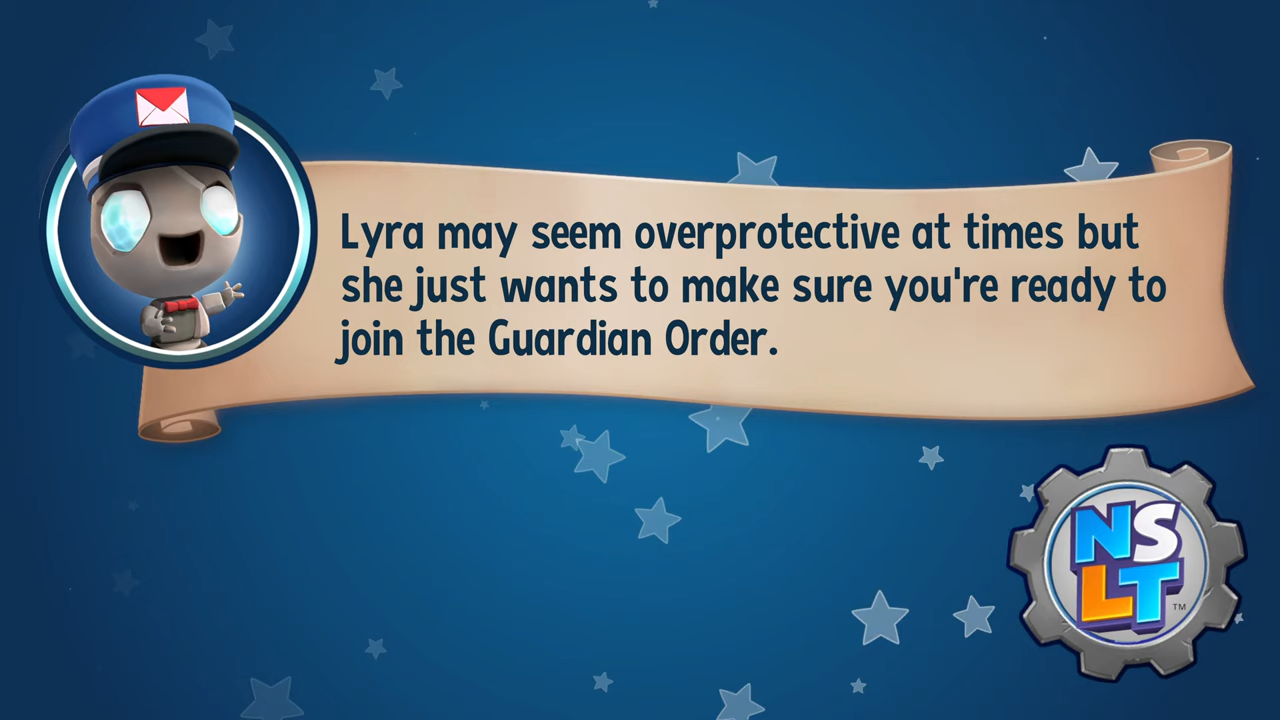 Lyra may seem overprotective at times but
she just wants to make sure you're ready to
join the Guardian Order.
NS
LT
TM